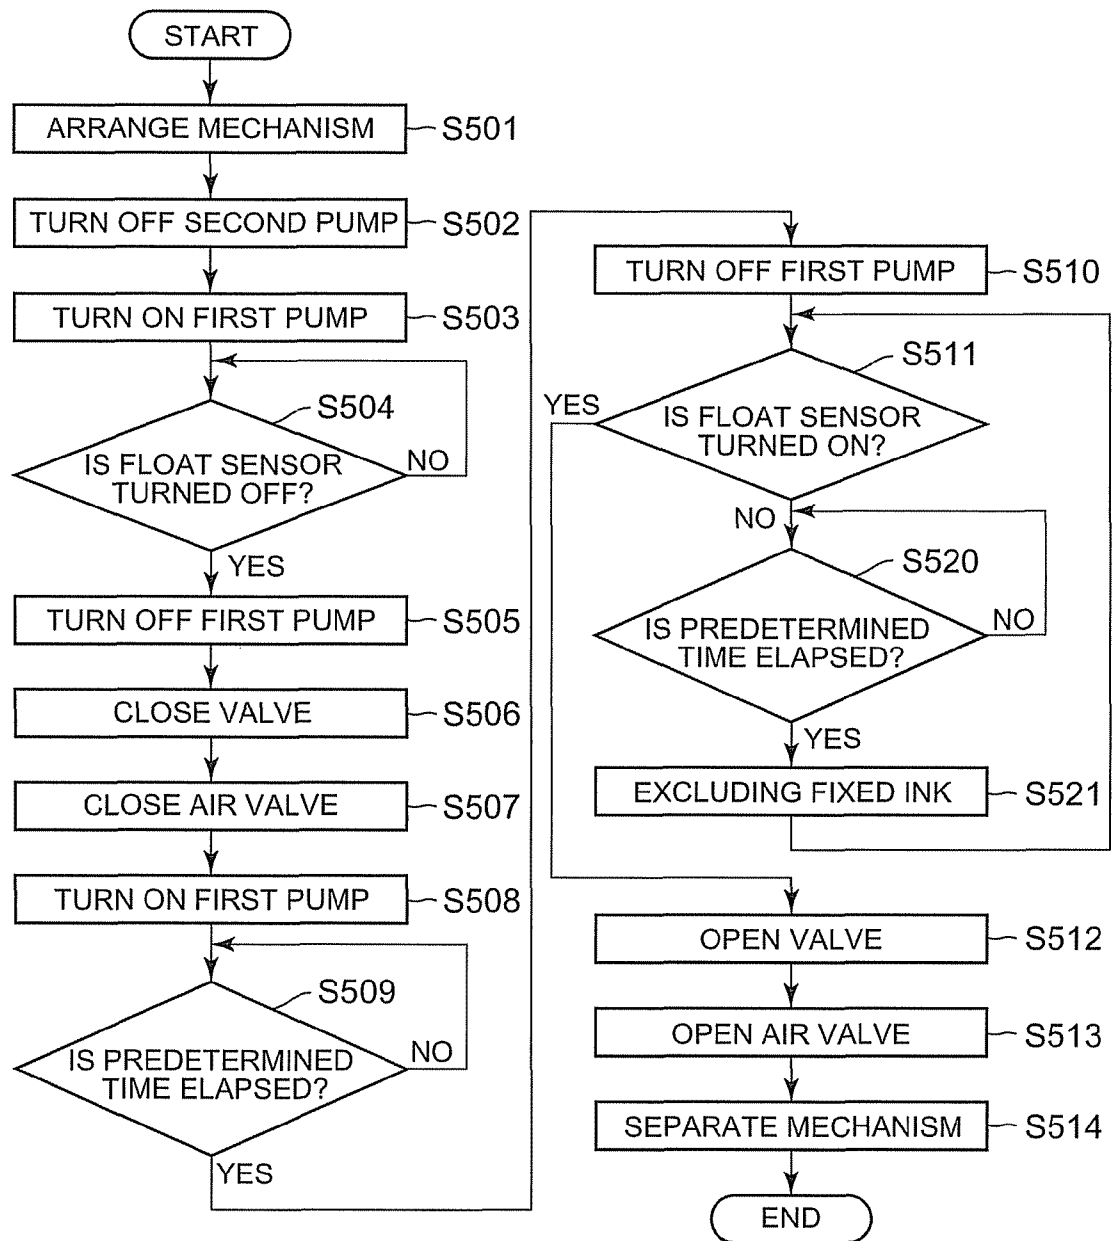 START
ARRANGE MECHANISM
S501
TURN OFF SECOND PUMP
S502
TURN ON FIRST PUMP
S503
S504
IS FLOAT SENSOR
TURNED OFF?
NO
YES
TURN OFF FIRST PUMP
S505
CLOSE VALVE
S506
CLOSE AIR VALVE
S507
TURN ON FIRST PUMP
S508
S509
IS PREDETERMINED
TIME ELAPSED?
NO
YES
TURN OFF FIRST PUMP
S510
S511
YES
IS FLOAT SENSOR
TURNED ON?
NO
S520
IS PREDETERMINED
TIME ELAPSED?
NO
YES
EXCLUDING FIXED INK
S521
OPEN VALVE
S512
OPEN AIR VALVE
S513
SEPARATE MECHANISM
S514
END